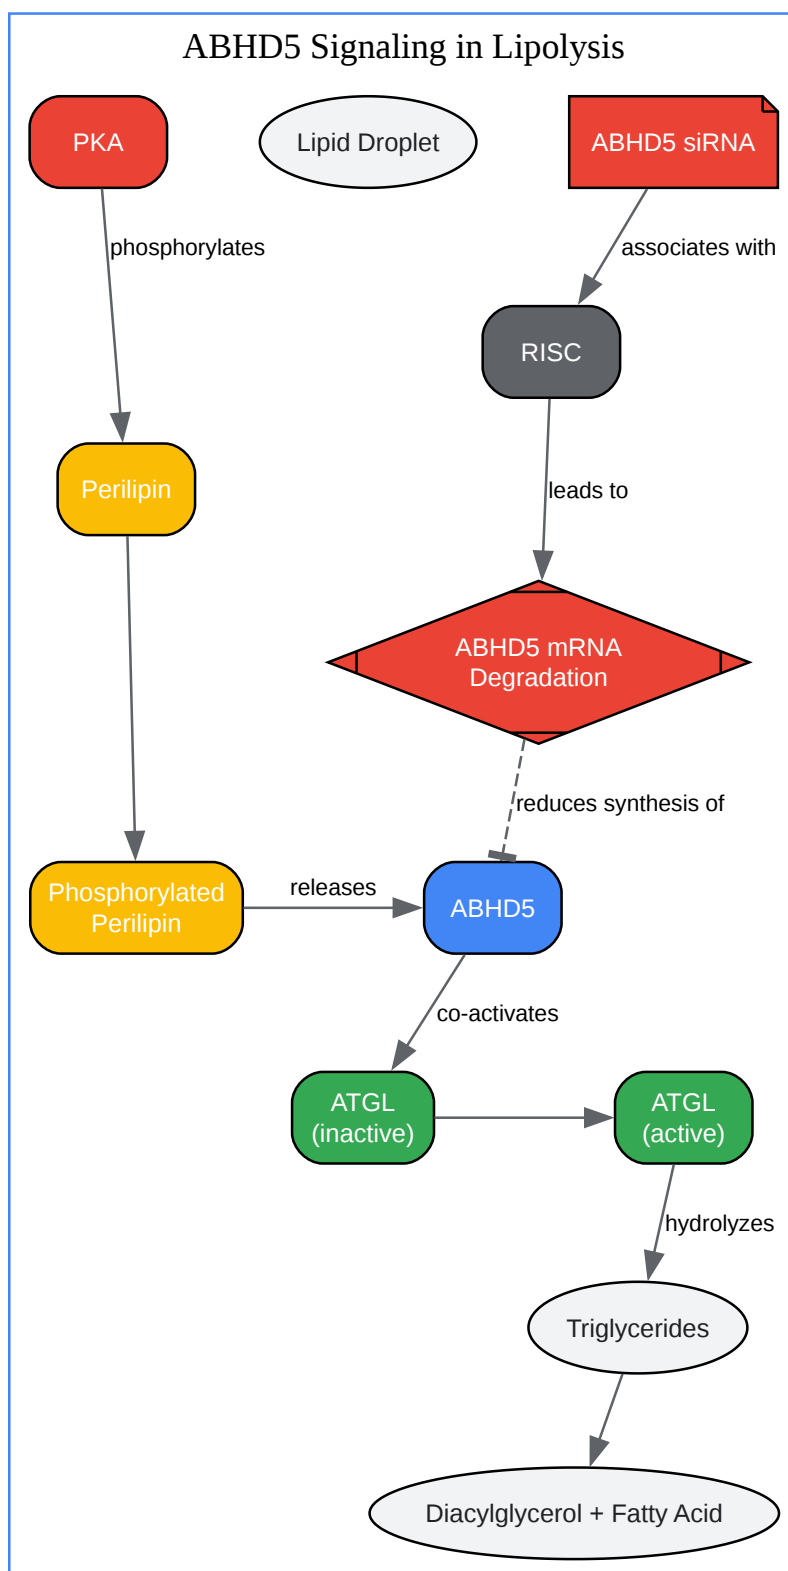 ABHD5 Signaling in Lipolysis
PKA
Lipid Droplet
ABHD5 siRNA
phosphorylates
associates with
RISC
Perilipin
leads to
ABHD5 mRNA
Degradation
reduces synthesis of
Phosphorylated
Perilipin
releases
ABHD5
co-activates
ATGL
(inactive)
ATGL
(active)
hydrolyzes
Triglycerides
Diacylglycerol + Fatty Acid